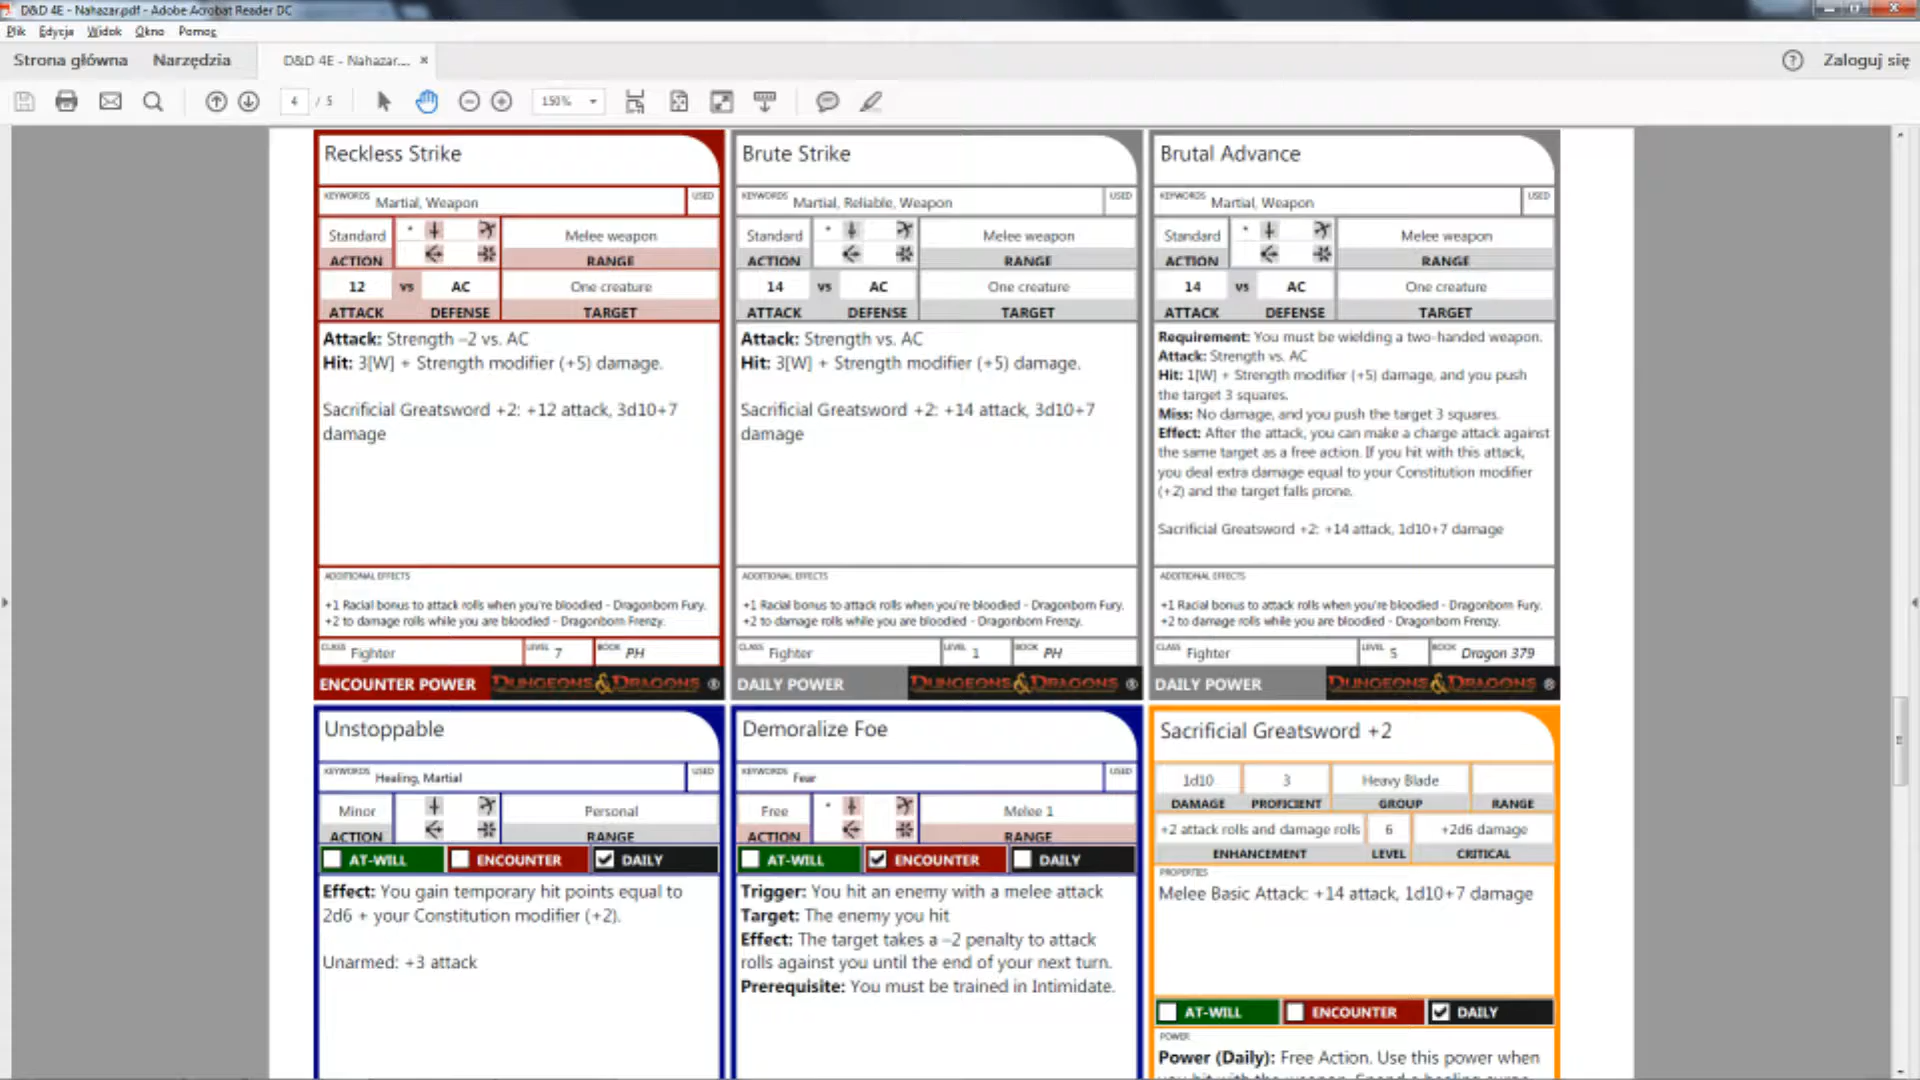 D&D 4E - Nahazar.pdf - Adobe Acrobat Reader DC
Plik Edycja Widok Okno Pomoc
Strona główna Narzędzia D&D 4E - Nahazar.... × Zaloguj się
4 / 5 150%
Reckless Strike
KEYWORDS Martial, Weapon USED
Standard Melee weapon
ACTION RANGE
12 vs AC One creature
ATTACK DEFENSE TARGET
Attack: Strength –2 vs. AC
Hit: 3[W] + Strength modifier (+5) damage.
Sacrificial Greatsword +2: +12 attack, 3d10+7
damage
ADDITIONAL EFFECTS
+1 Racial bonus to attack rolls when you're bloodied - Dragonborn Fury.
+2 to damage rolls while you are bloodied - Dragonborn Frenzy.
CLASS Fighter LEVEL 7 BOOK PH
ENCOUNTER POWER DUNGEONS & DRAGONS ®
Brute Strike
KEYWORDS Martial, Reliable, Weapon USED
Standard Melee weapon
ACTION RANGE
14 vs AC One creature
ATTACK DEFENSE TARGET
Attack: Strength vs. AC
Hit: 3[W] + Strength modifier (+5) damage.
Sacrificial Greatsword +2: +14 attack, 3d10+7
damage
ADDITIONAL EFFECTS
+1 Racial bonus to attack rolls when you're bloodied - Dragonborn Fury.
+2 to damage rolls while you are bloodied - Dragonborn Frenzy.
CLASS Fighter LEVEL 1 BOOK PH
DAILY POWER DUNGEONS & DRAGONS ®
Brutal Advance
KEYWORDS Martial, Weapon USED
Standard Melee weapon
ACTION RANGE
14 vs AC One creature
ATTACK DEFENSE TARGET
Requirement: You must be wielding a two-handed weapon.
Attack: Strength vs. AC
Hit: 1[W] + Strength modifier (+5) damage, and you push
the target 3 squares.
Miss: No damage, and you push the target 3 squares.
Effect: After the attack, you can make a charge attack against
the same target as a free action. If you hit with this attack,
you deal extra damage equal to your Constitution modifier
(+2) and the target falls prone.
Sacrificial Greatsword +2: +14 attack, 1d10+7 damage
ADDITIONAL EFFECTS
+1 Racial bonus to attack rolls when you're bloodied - Dragonborn Fury.
+2 to damage rolls while you are bloodied - Dragonborn Frenzy.
CLASS Fighter LEVEL 5 BOOK Dragon 379
DAILY POWER DUNGEONS & DRAGONS ®
Unstoppable
KEYWORDS Healing, Martial USED
Minor Personal
ACTION RANGE
AT-WILL ENCOUNTER DAILY
Effect: You gain temporary hit points equal to
2d6 + your Constitution modifier (+2).
Unarmed: +3 attack
Demoralize Foe
KEYWORDS Fear USED
Free Melee 1
ACTION RANGE
AT-WILL ENCOUNTER DAILY
Trigger: You hit an enemy with a melee attack
Target: The enemy you hit
Effect: The target takes a –2 penalty to attack
rolls against you until the end of your next turn.
Prerequisite: You must be trained in Intimidate.
Sacrificial Greatsword +2
1d10 3 Heavy Blade
DAMAGE PROFICIENT GROUP RANGE
+2 attack rolls and damage rolls 6 +2d6 damage
ENHANCEMENT LEVEL CRITICAL
PROPERTIES
Melee Basic Attack: +14 attack, 1d10+7 damage
AT-WILL ENCOUNTER DAILY
POWER
Power (Daily): Free Action. Use this power when